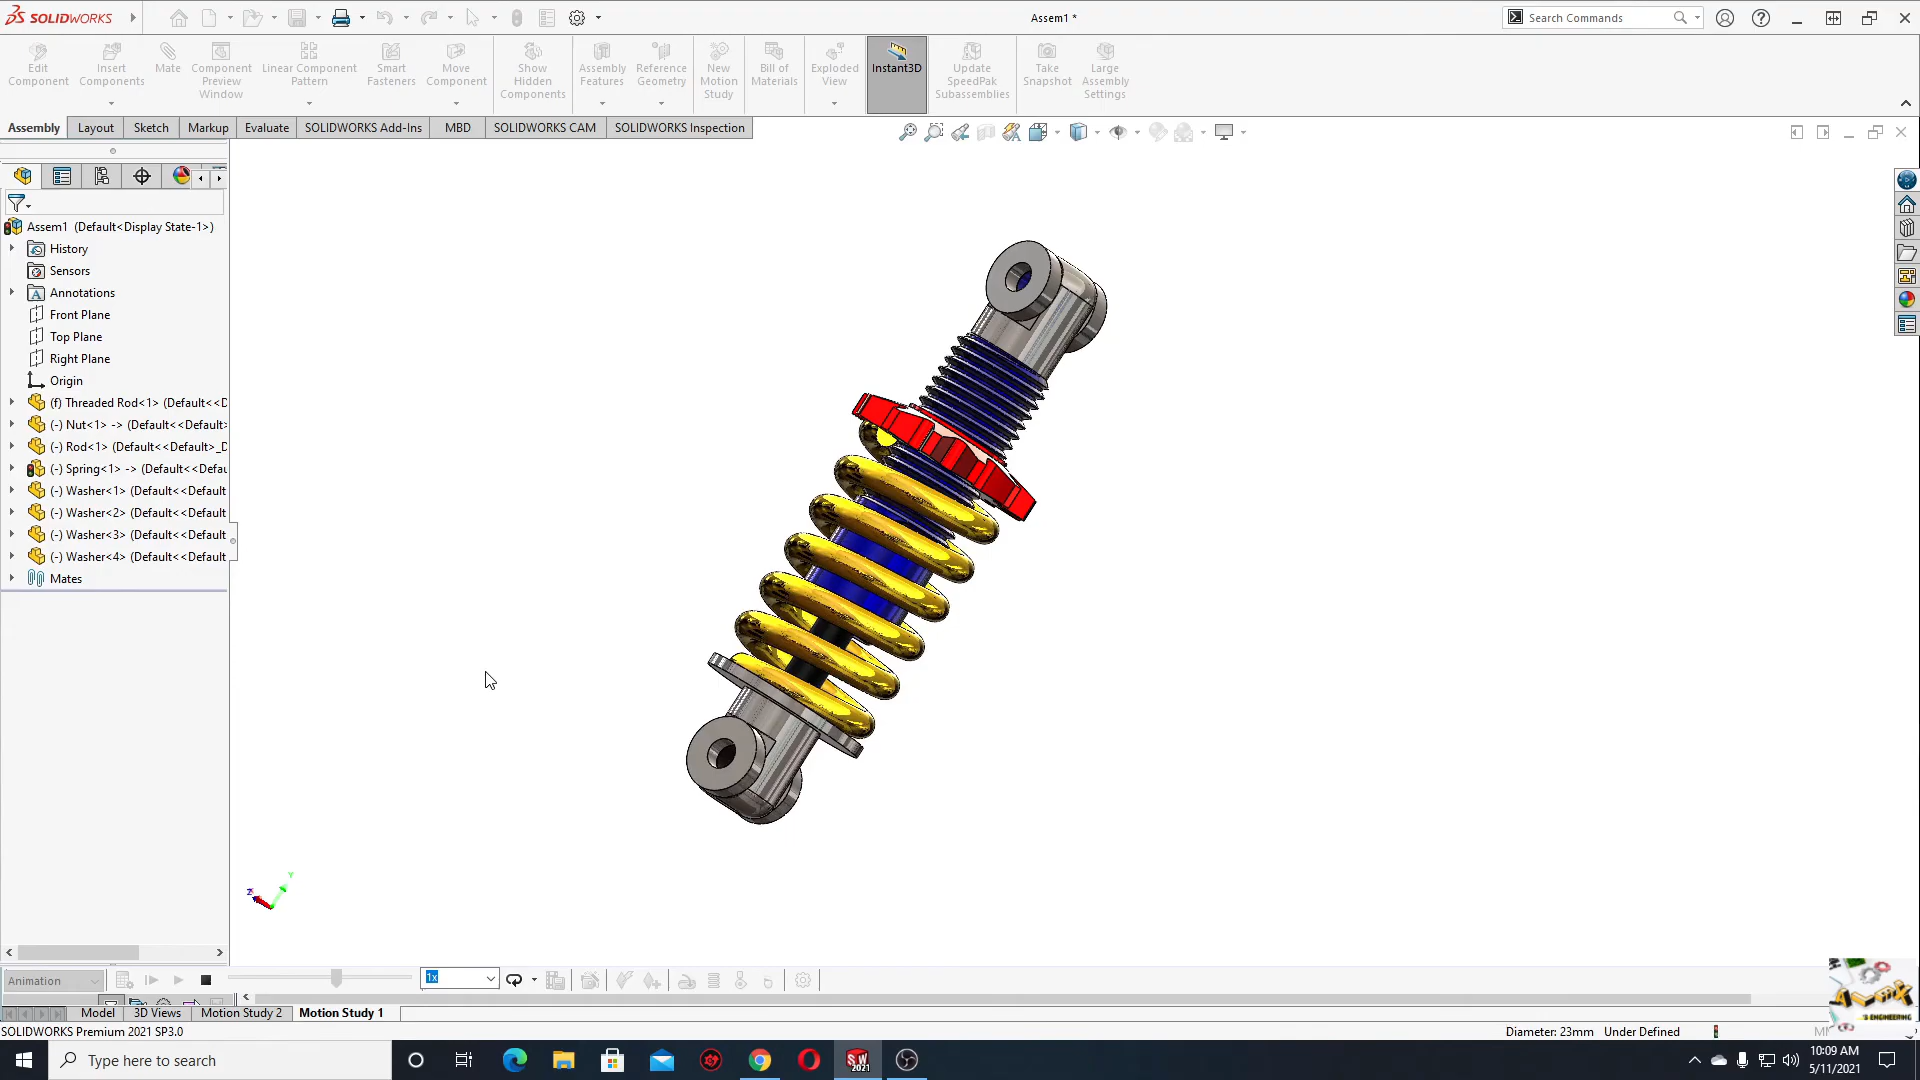 SOLIDWORKS
Assem1 *
Search Commands
Edit Component
Insert Components
Mate
Component Preview Window
Linear Component Pattern
Smart Fasteners
Move Component
Show Hidden Components
Assembly Features
Reference Geometry
New Motion Study
Bill of Materials
Exploded View
Instant3D
Update SpeedPak Subassemblies
Take Snapshot
Large Assembly Settings
Assembly Layout Sketch Markup Evaluate SOLIDWORKS Add-Ins MBD SOLIDWORKS CAM SOLIDWORKS Inspection
Assem1 (Default<Display State-1>)
History
Sensors
Annotations
Front Plane
Top Plane
Right Plane
Origin
(f) Threaded Rod<1> (Default<<D
(-) Nut<1> -> (Default<<Default>
(-) Rod<1> (Default<<Default>_D
(-) Spring<1> -> (Default<<Defau
(-) Washer<1> (Default<<Default
(-) Washer<2> (Default<<Default
(-) Washer<3> (Default<<Default
(-) Washer<4> (Default<<Default
Mates
Y
Animation
1x
Model 3D Views Motion Study 2 Motion Study 1
SOLIDWORKS Premium 2021 SP3.0
Diameter: 23mm Under Defined
Type here to search
SW
2021
10:09 AM
5/11/2021